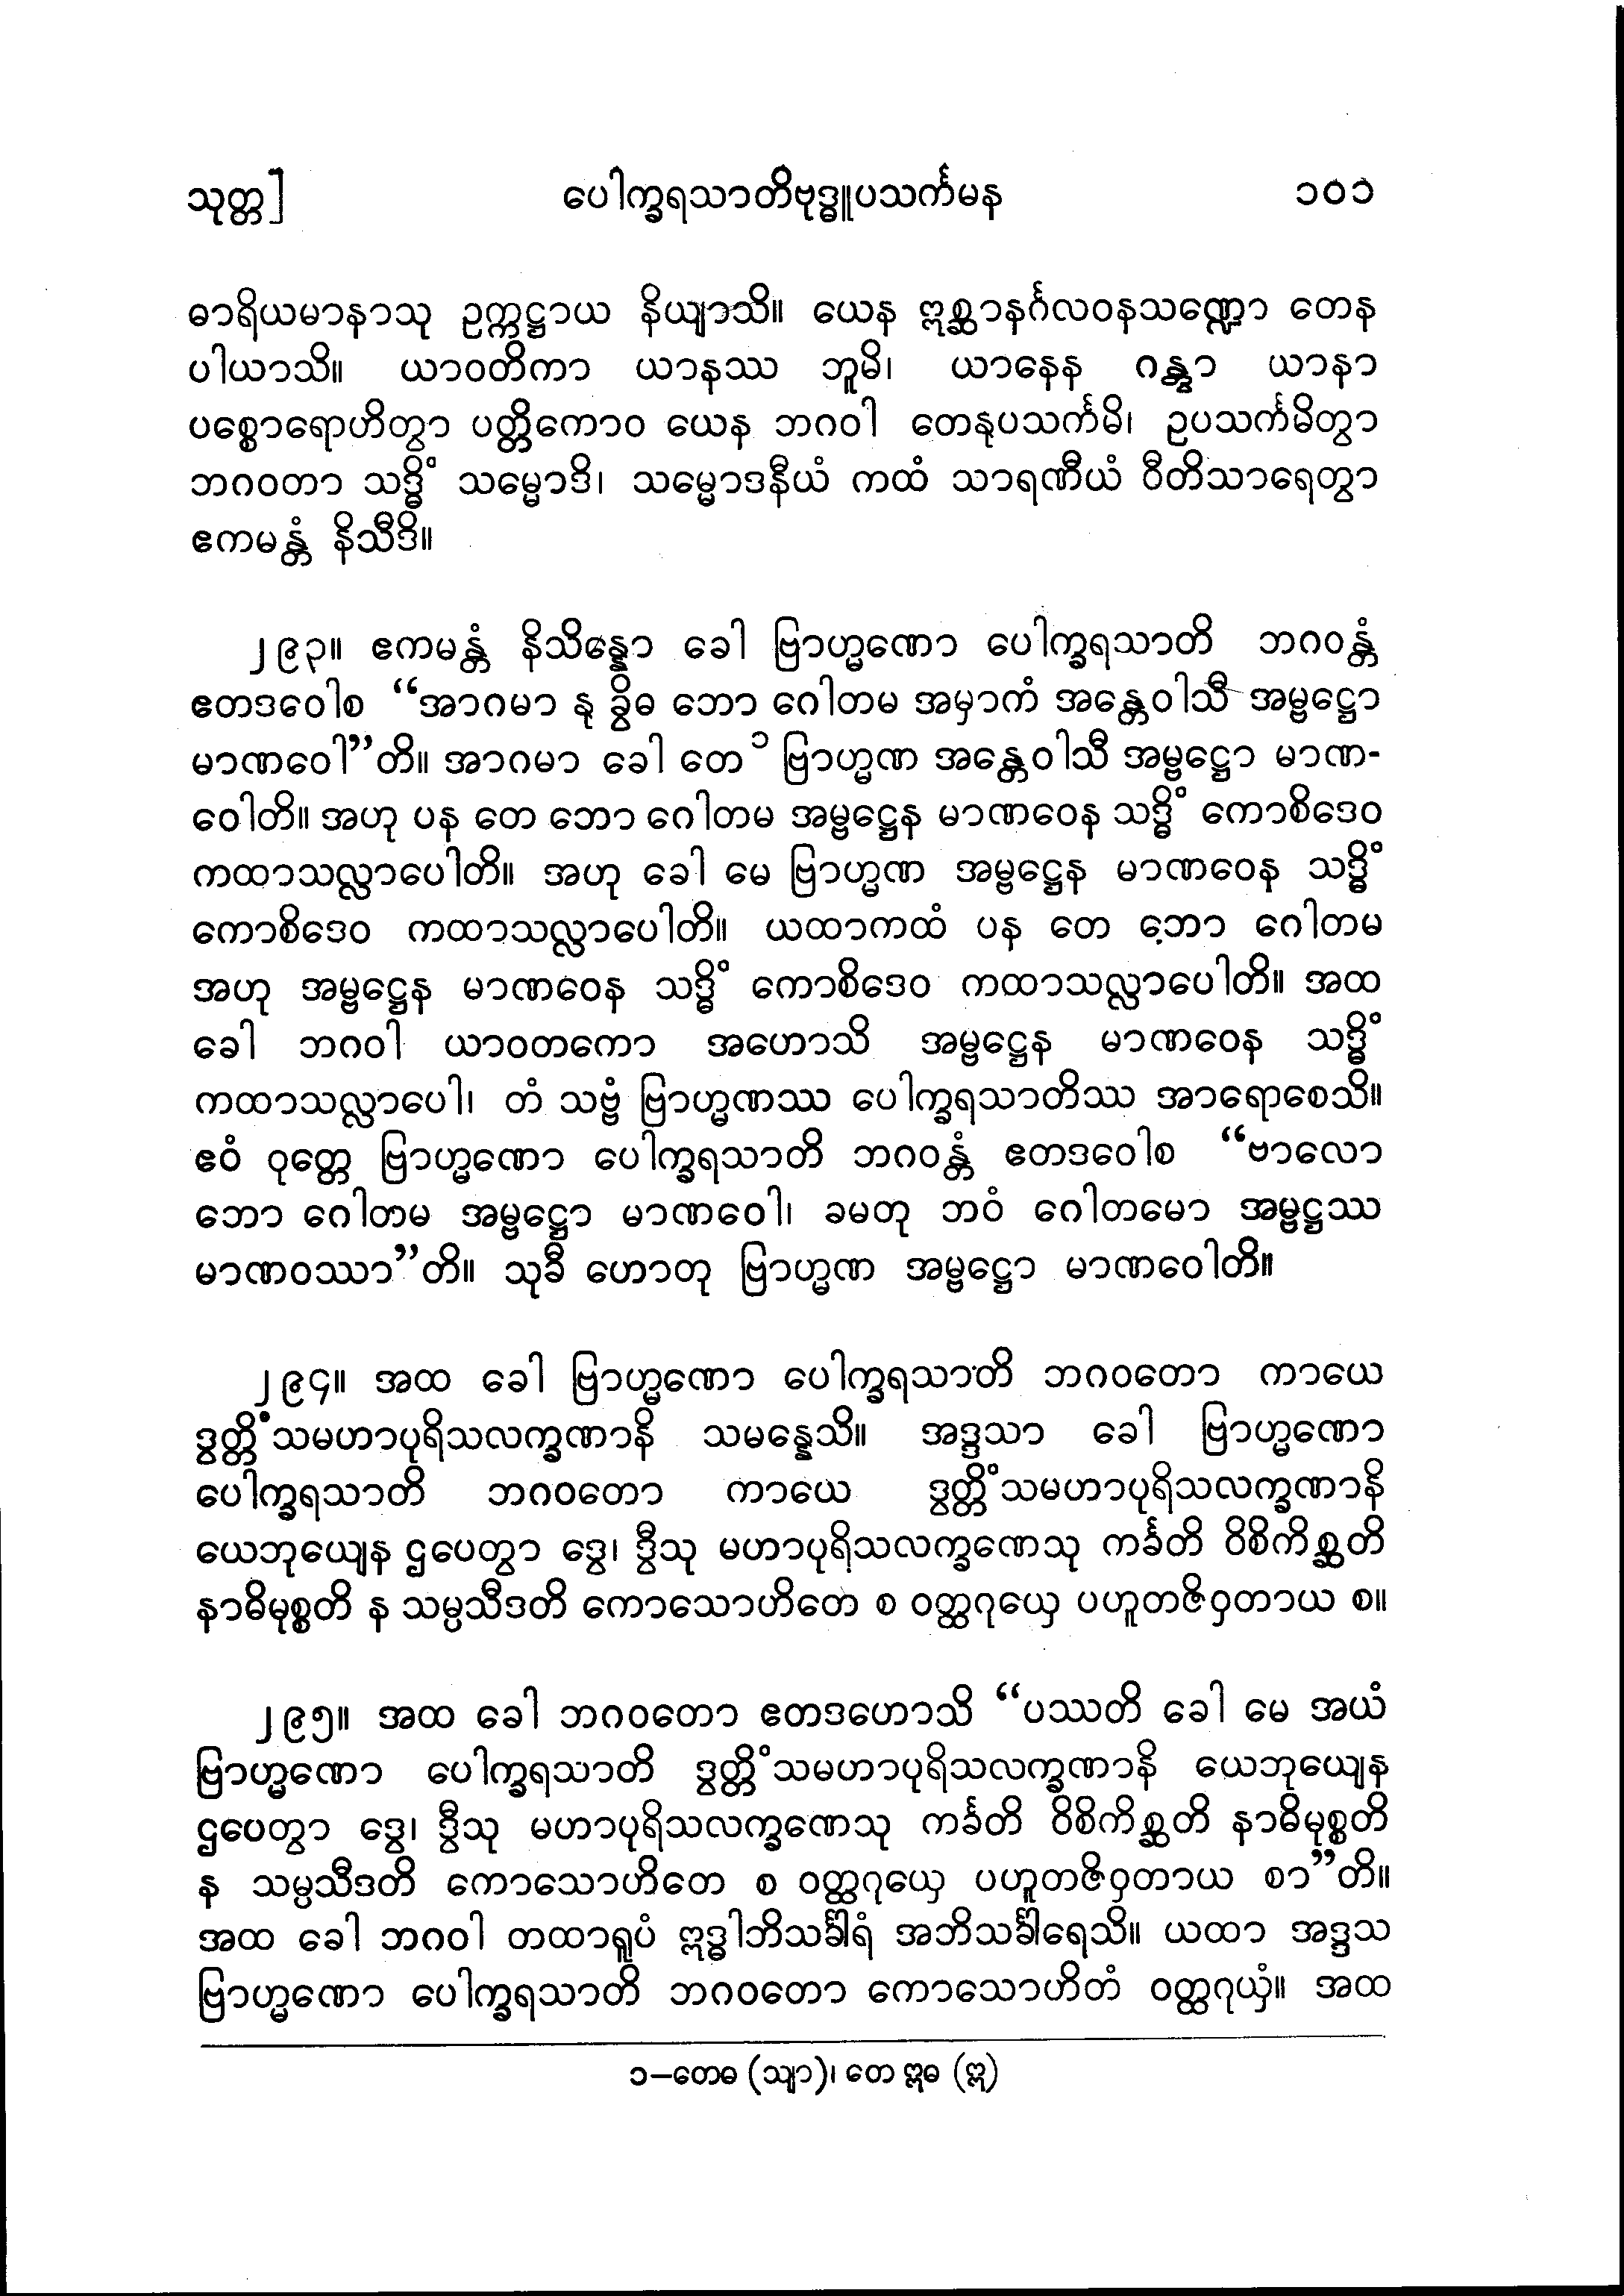 သုတ္တ]	ပေါက္ခရသာတိဗုဒ္ဓူပသင်္ကမန	၁၀၁
ဓာရိယမာနာသု ဥက္ကဋ္ဌာယ နိယျာသိ။ ယေန ဣစ္ဆာနင်္ဂလဝနသဏ္ဍော တေန
ပါယာသိ။ ယာဝတိကာ ယာနဿ ဘူမိ၊ ယာနေန ဂန္တွာ ယာနာ
ပစ္စောရောဟိတွာ ပတ္တိကောဝ ယေန ဘဂဝါ တေနုပသင်္ကမိ၊ ဥပသင်္ကမိတွာ
ဘဂဝတာ သဒ္ဓိံ သမ္မောဒိ၊ သမ္မောဒနီယံ ကထံ သာရဏီယံ ဝီတိသာရေတွာ
ဧကမန္တံ နိသီဒိ။
၂၉၃။ ဧကမန္တံ နိသိန္နော ခေါ ဗြာဟ္မဏော ပေါက္ခရသာတိ ဘဂဝန္တံ
ဧတဒဝေါစ “အာဂမာ နု ခွိဓ ဘော ဂေါတမ အမှာကံ အန္တေဝါသီ အမ္ဗဋ္ဌော
မာဏဝေါ”တိ။ အာဂမာ ခေါ တေ ၁ ဗြာဟ္မဏ အန္တေဝါသီ အမ္ဗဋ္ဌော မာဏ-
ဝေါတိ။ အဟု ပန တေ ဘော ဂေါတမ အမ္ဗဋ္ဌေန မာဏဝေန သဒ္ဓိံ ကောစိဒေဝ
ကထာသလ္လာပေါတိ။ အဟု ခေါ မေ ဗြာဟ္မဏ အမ္ဗဋ္ဌေန မာဏဝေန သဒ္ဓိံ
ကောစိဒေဝ ကထာသလ္လာပေါတိ။ ယထာကထံ ပန တေ ဘော ဂေါတမ
အဟု အမ္ဗဋ္ဌေန မာဏဝေန သဒ္ဓိံ ကောစိဒေဝ ကထာသလ္လာပေါတိ။ အထ
ခေါ ဘဂဝါ ယာဝတကော အဟောသိ အမ္ဗဋ္ဌေန မာဏဝေန သဒ္ဓိံ
ကထာသလ္လာပေါ၊ တံ သဗ္ဗံ ဗြာဟ္မဏဿ ပေါက္ခရသာတိဿ အာရောစေသိ။
ဧဝံ ဝုတ္တေ ဗြာဟ္မဏော ပေါက္ခရသာတိ ဘဂဝန္တံ ဧတဒဝေါစ “ဗာလော
ဘော ဂေါတမ အမ္ဗဋ္ဌော မာဏဝေါ၊ ခမတု ဘဝံ ဂေါတမော အမ္ဗဋ္ဌဿ
မာဏဝဿာ”တိ။ သုခီ ဟောတု ဗြာဟ္မဏ အမ္ဗဋ္ဌော မာဏဝေါတိ။
၂၉၄။ အထ ခေါ ဗြာဟ္မဏော ပေါက္ခရသာတိ ဘဂဝတော ကာယေ
ဒွတ္တိံသမဟာပုရိသလက္ခဏာနိ သမန္နေသိ။ အဒ္ဒသာ ခေါ ဗြာဟ္မဏော
ပေါက္ခရသာတိ ဘဂဝတော ကာယေ ဒွတ္တိံသမဟာပုရိသလက္ခဏာနိ
ယေဘုယျေန ဌပေတွာ ဒွေ၊ ဒွီသု မဟာပုရိသလက္ခဏေသု ကင်္ခတိ ဝိစိကိစ္ဆတိ
နာဓိမုစ္စတိ န သမ္ပသီဒတိ ကောသောဟိတေ စ ဝတ္ထဂုယှေ ပဟူတဇိဝှတာယ စ။
၂၉၅။ အထ ခေါ ဘဂဝတော ဧတဒဟောသိ “ပဿတိ ခေါ မေ အယံ
ဗြာဟ္မဏော ပေါက္ခရသာတိ ဒွတ္တိံသမဟာပုရိသလက္ခဏာနိ ယေဘုယျေန
ဌပေတွာ ဒွေ၊ ဒွီသု မဟာပုရိသလက္ခဏေသု ကင်္ခတိ ဝိစိကိစ္ဆတိ နာဓိမုစ္စတိ
န သမ္ပသီဒတိ ကောသောဟိတေ စ ဝတ္ထဂုယှေ ပဟူတဇိဝှတာယ စာ”တိ။
အထ ခေါ ဘဂဝါ တထာရူပံ ဣဒ္ဓါဘိသင်္ခါရံ အဘိသင်္ခါရေသိ။ ယထာ အဒ္ဒသ
ဗြာဟ္မဏော ပေါက္ခရသာတိ ဘဂဝတော ကောသောဟိတံ ဝတ္ထဂုယှံ။ အထ
၁–တေဓ (သျာ)၊ တေ ဣဓ (ဣ)